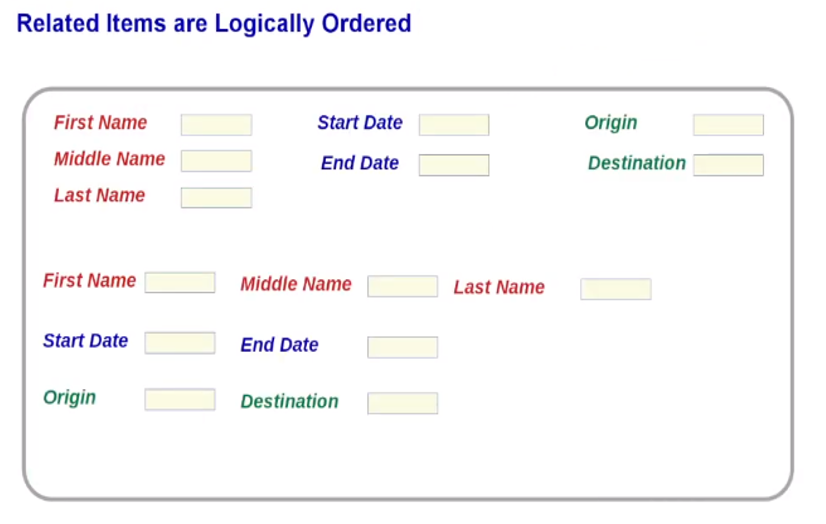 Related Items are Logically Ordered
First Name Start Date Origin
Middle Name End Date Destination
Last Name
First Name Middle Name Last Name
Start Date End Date
Origin Destination